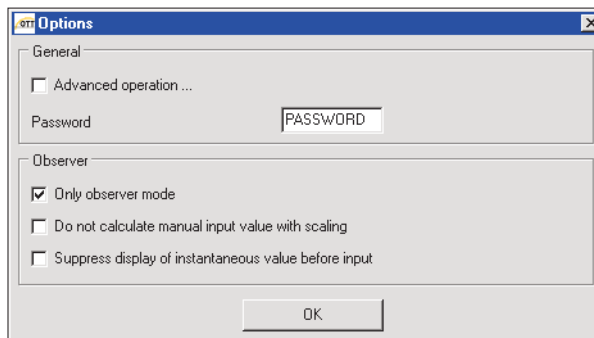 OTT Options
General
Advanced operation ...
Password PASSWORD
Observer
Only observer mode
Do not calculate manual input value with scaling
Suppress display of instantaneous value before input
OK